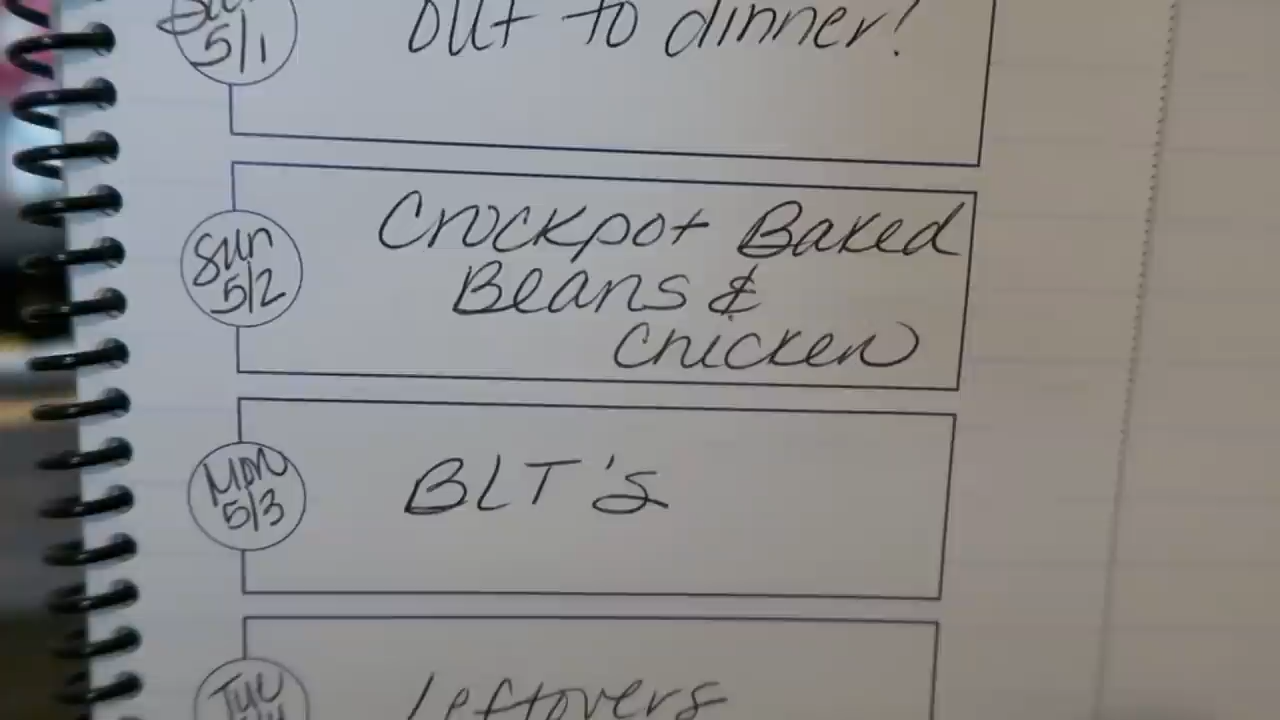 5/1
out to dinner!
Sun
5/2
Crockpot Baked
Beans &
Chicken
Mon
5/3
BLT's
Tue
leftovers